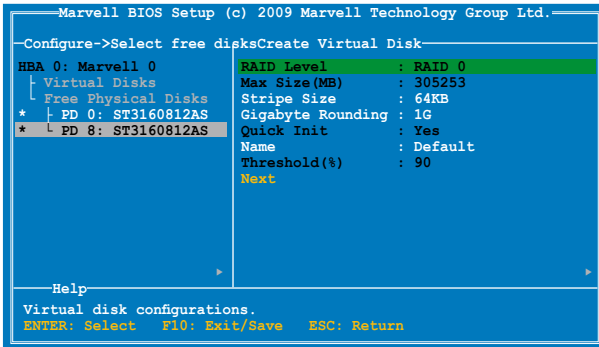 Marvell BIOS Setup (c) 2009 Marvell Technology Group Ltd.
Configure->Select free disksCreate Virtual Disk
HBA 0: Marvell 0
Virtual Disks
Free Physical Disks
* PD 0: ST3160812AS
* PD 8: ST3160812AS
RAID Level : RAID 0
Max Size(MB) : 305253
Stripe Size : 64KB
Gigabyte Rounding : 1G
Quick Init : Yes
Name : Default
Threshold(%) : 90
Next
Help
Virtual disk configurations.
ENTER: Select F10: Exit/Save ESC: Return